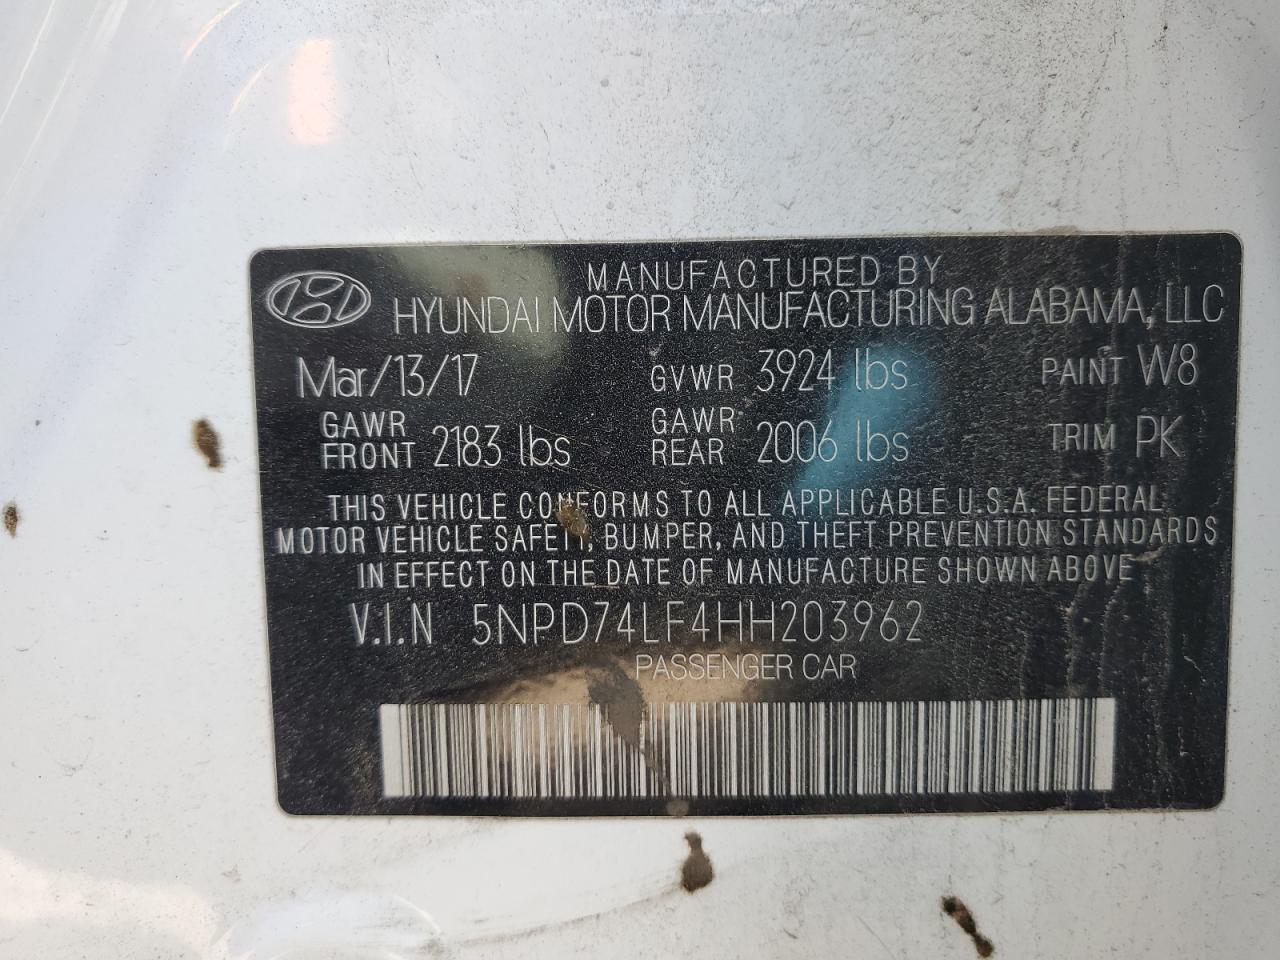 MANUFACTURED BY
HYUNDAI MOTOR MANUFACTURING ALABAMA, LLC
Mar/13/17 GVWR 3924 lbs PAINT W8
GAWR FRONT 2183 lbs GAWR REAR 2006 lbs TRIM PK
THIS VEHICLE CONFORMS TO ALL APPLICABLE U.S.A. FEDERAL
MOTOR VEHICLE SAFETY, BUMPER, AND THEFT PREVENTION STANDARDS
IN EFFECT ON THE DATE OF MANUFACTURE SHOWN ABOVE
V.I.N 5NPD74LF4HH203962
PASSENGER CAR